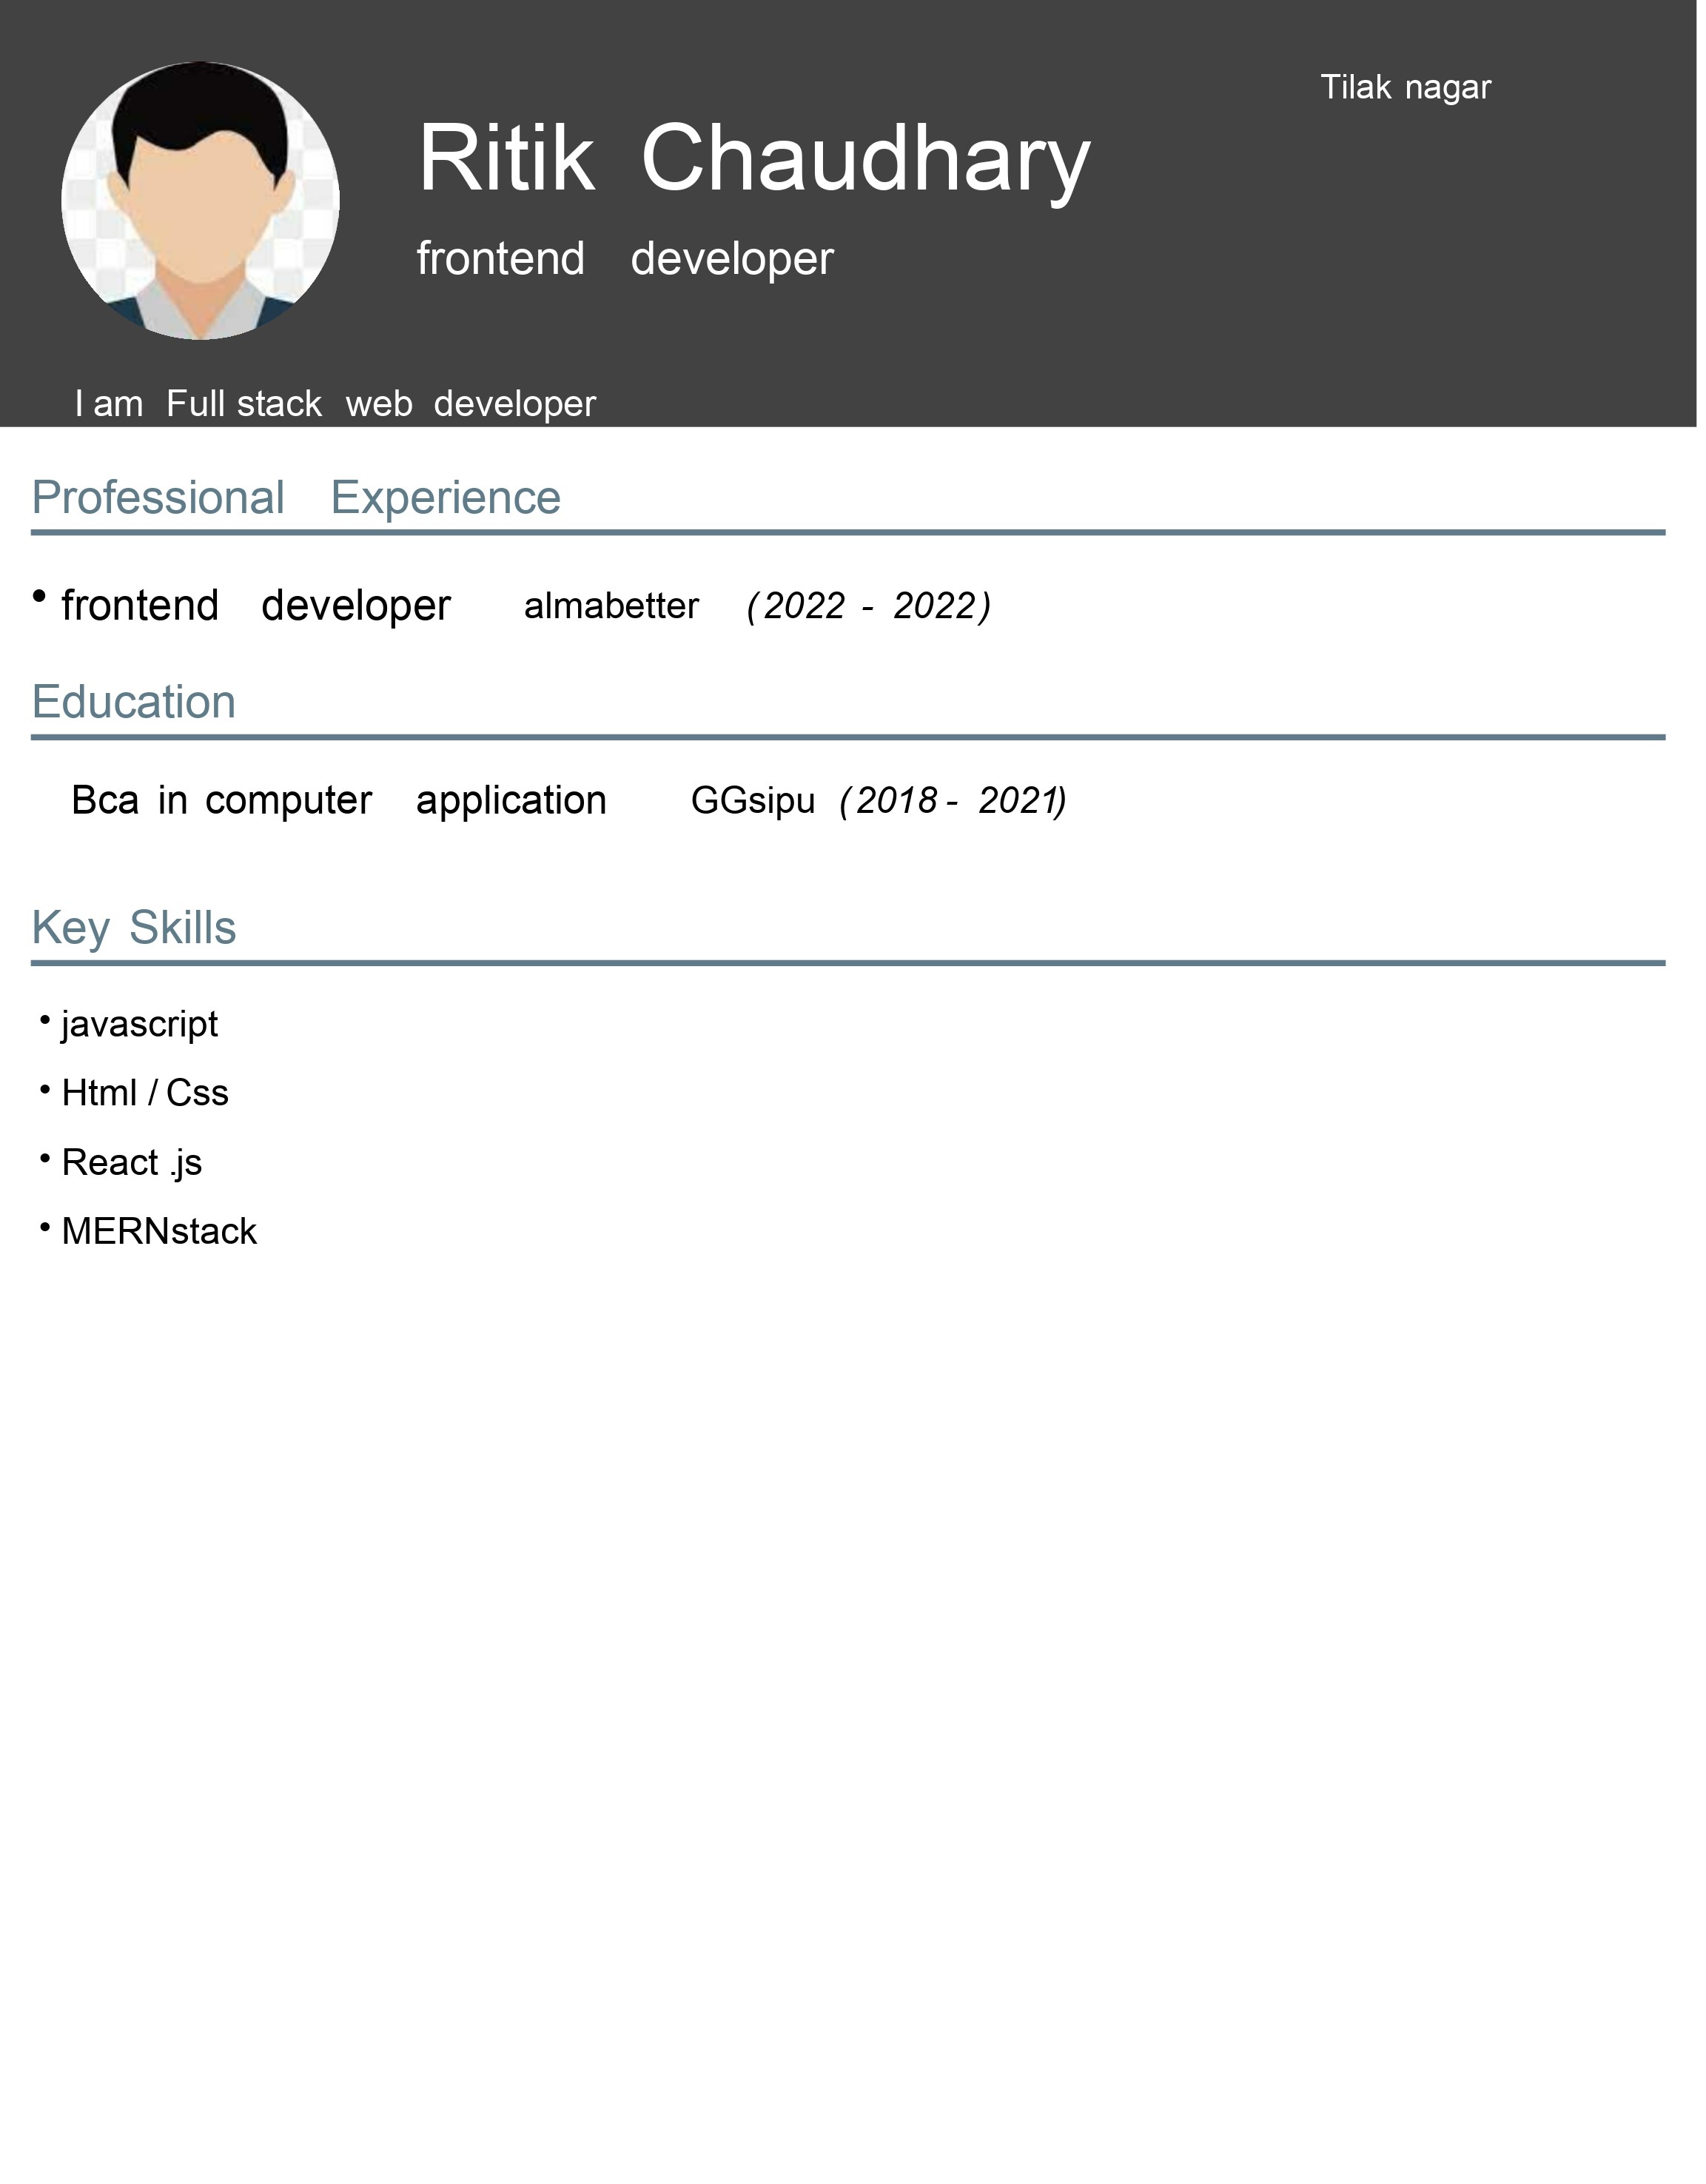 Tilak nagar
Ritik Chaudhary
frontend developer
I am Full stack web developer
Professional Experience
• frontend developer almabetter (2022 - 2022)
Education
Bca in computer application GGsipu (2018 - 2021)
Key Skills
• javascript
• Html / Css
• React .js
• MERNstack